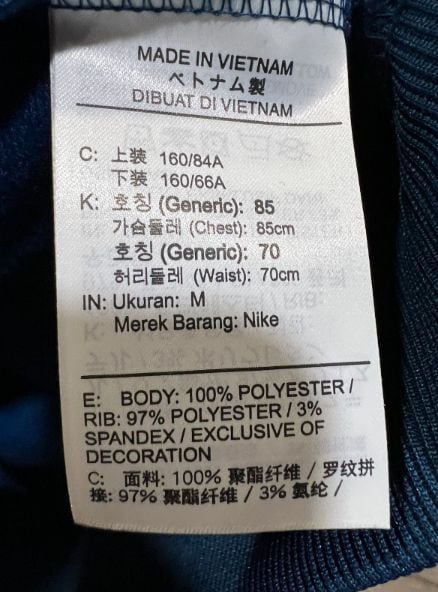 MADE IN VIETNAM
ベトナム製
DIBUAT DI VIETNAM
C: 上装 160/84A
下装 160/66A
K: 호칭 (Generic): 85
가슴둘레 (Chest): 85cm
호칭 (Generic): 70
허리둘레 (Waist): 70cm
IN: Ukuran: M
Merek Barang: Nike
E: BODY: 100% POLYESTER /
RIB: 97% POLYESTER / 3%
SPANDEX / EXCLUSIVE OF
DECORATION
C: 面料: 100% 聚酯纤维 / 罗纹拼
接: 97% 聚酯纤维 / 3% 氨纶 /